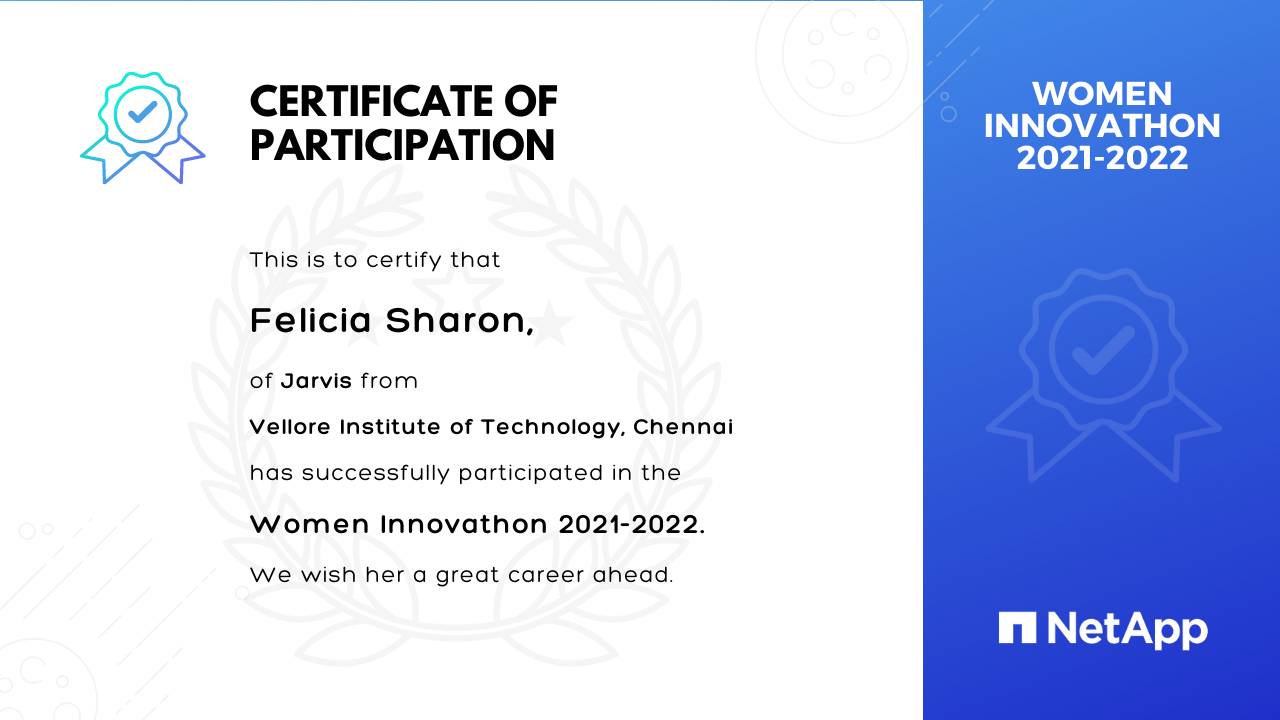 CERTIFICATE OF
PARTICIPATION
This is to certify that
Felicia Sharon,
of Jarvis from
Vellore Institute of Technology, Chennai
has successfully participated in the
Women Innovathon 2021-2022.
We wish her a great career ahead.
WOMEN
INNOVATHON
2021-2022
NetApp